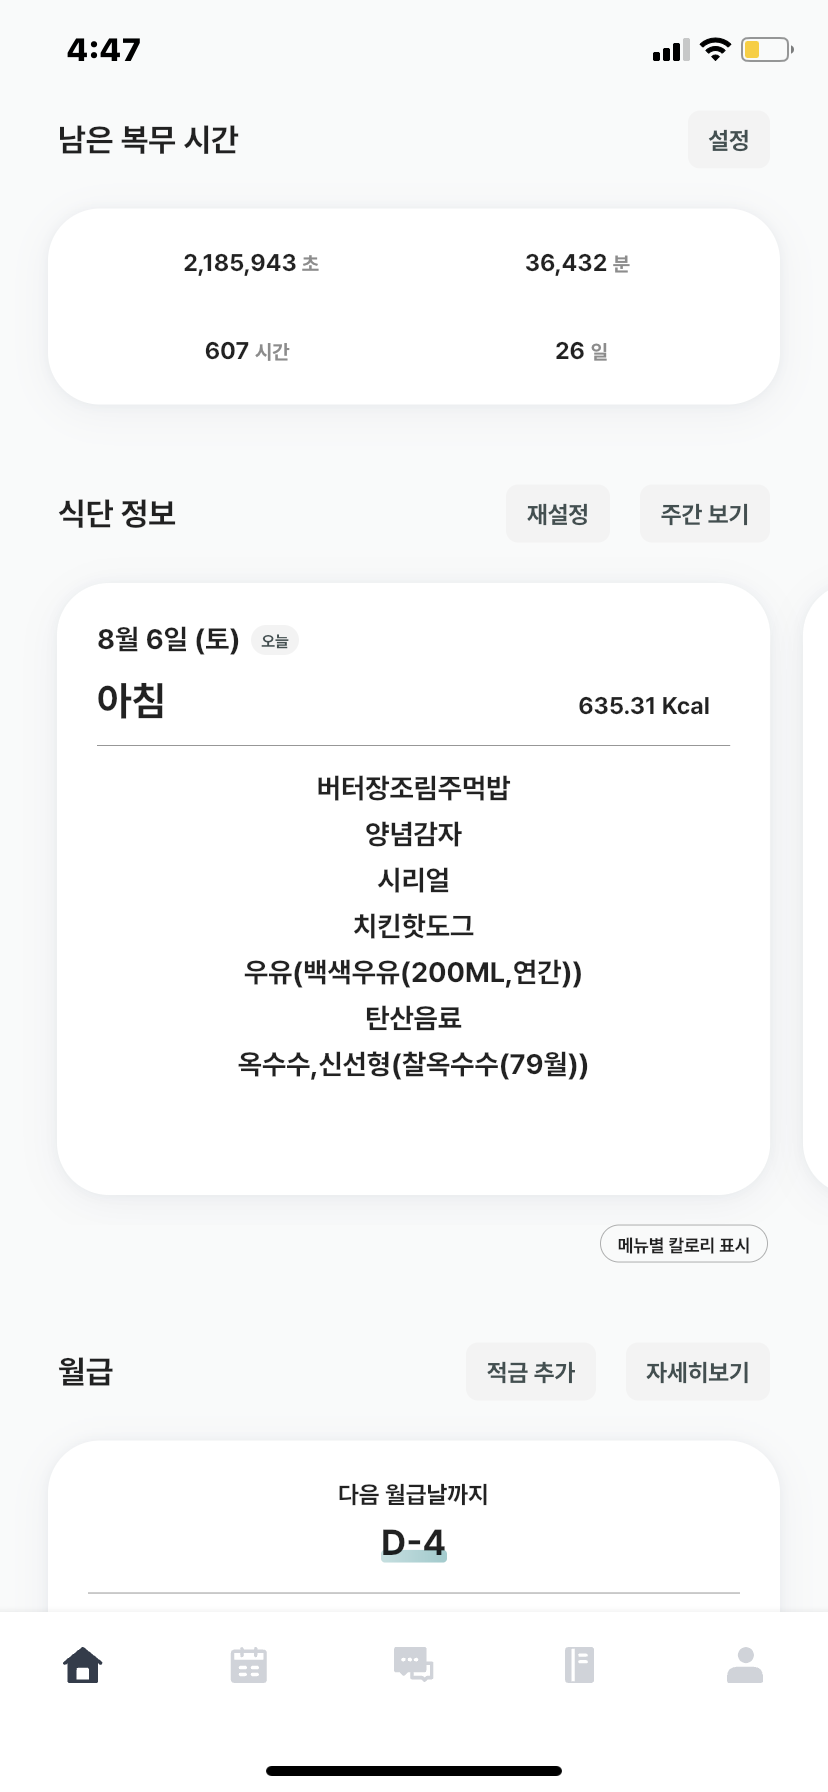 4:47
남은 복무 시간
설정
2,185,943 초
36,432 분
607 시간
26 일
식단 정보
재설정
주간 보기
8월 6일 (토) 오늘
아침
635.31 Kcal
버터장조림주먹밥
양념감자
시리얼
치킨핫도그
우유(백색우유(200ML,연간))
탄산음료
옥수수,신선형(찰옥수수(79월))
메뉴별 칼로리 표시
월급
적금 추가
자세히보기
다음 월급날까지
D-4